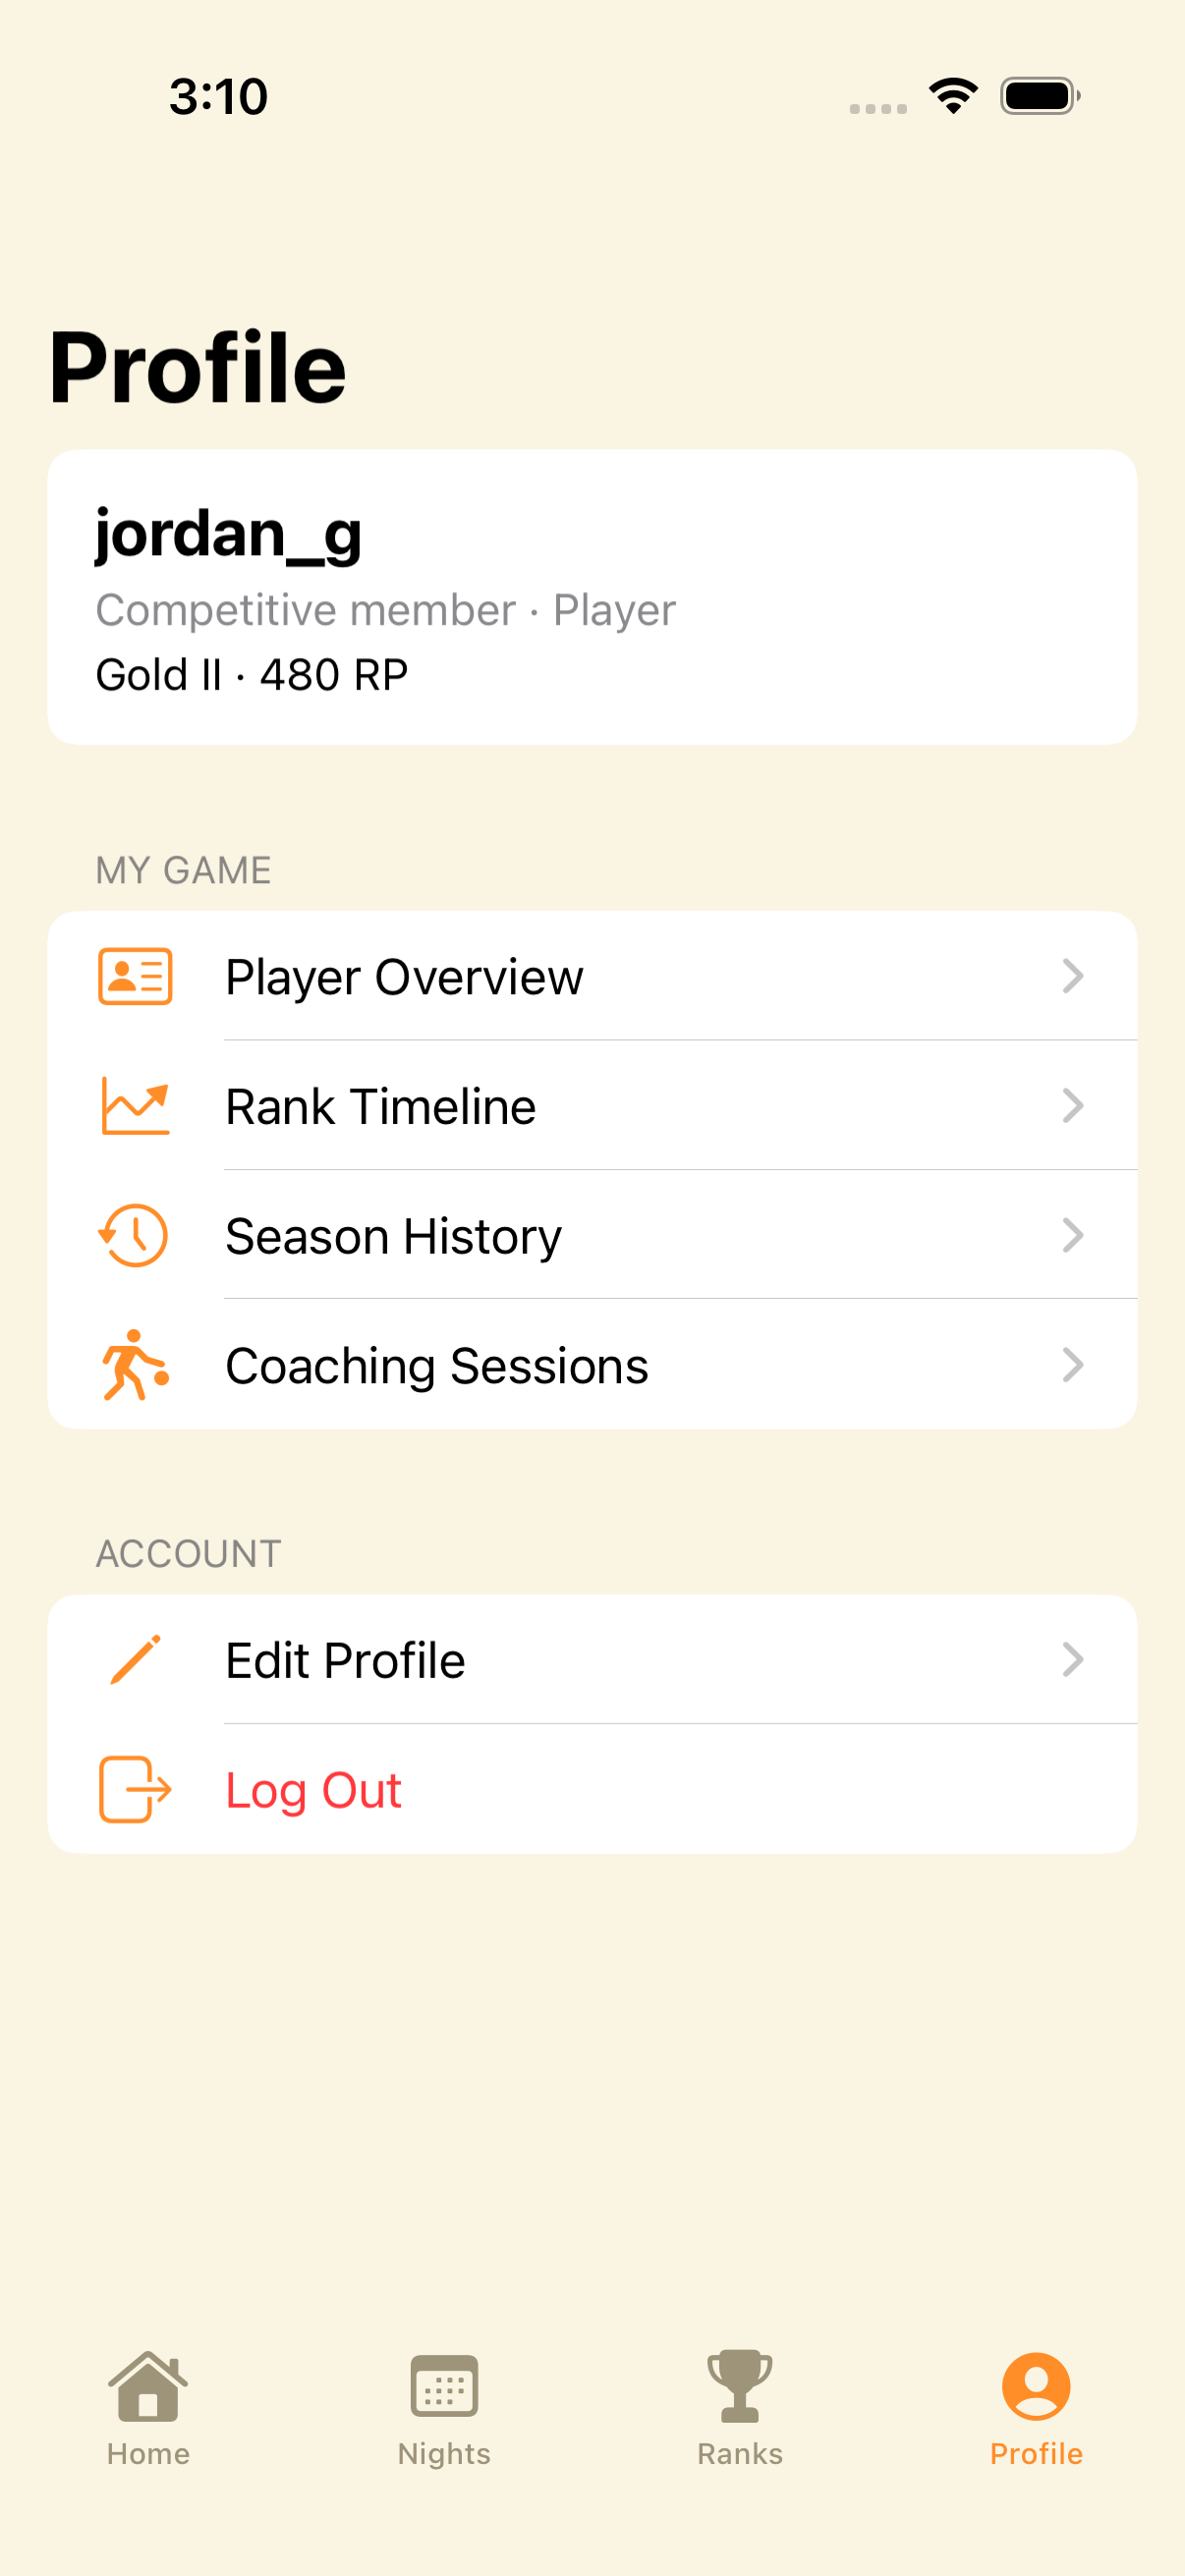 3:10
Profile
jordan_g
Competitive member · Player
Gold II · 480 RP
MY GAME
Player Overview
Rank Timeline
Season History
Coaching Sessions
ACCOUNT
Edit Profile
Log Out
Home
Nights
Ranks
Profile